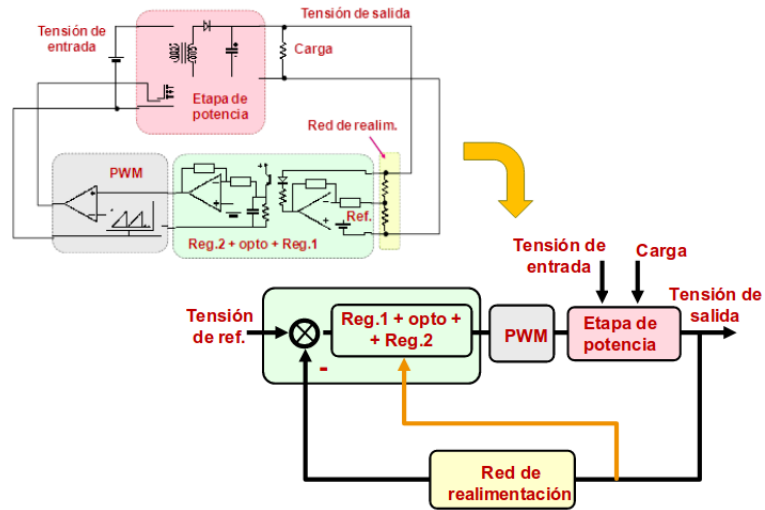 Tensión de
entrada
Tensión de salida
Carga
Etapa de
potencia
Red de realim.
PWM
Ref.
Reg.2 + opto + Reg.1
Tensión de
entrada
Carga
Tensión de
salida
Tensión
de ref.
Reg.1 + opto +
+ Reg.2
PWM
Etapa de
potencia
-
Red de
realimentación